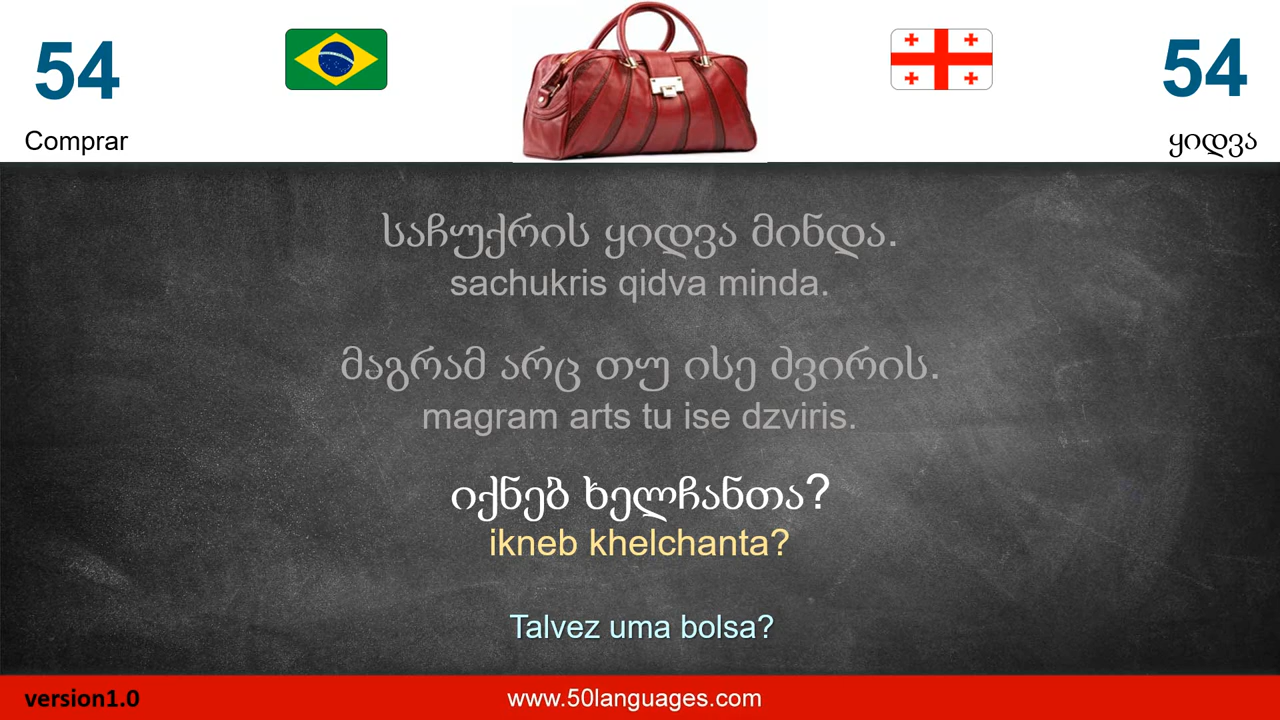 54
54
Comprar
ყიდვა
საჩუქრის ყიდვა მინდა.
sachukris qidva minda.
მაგრამ არც თუ ისე ძვირის.
magram arts tu ise dzviris.
იქნებ ხელჩანთა?
ikneb khelchanta?
Talvez uma bolsa?
version1.0
www.50languages.com